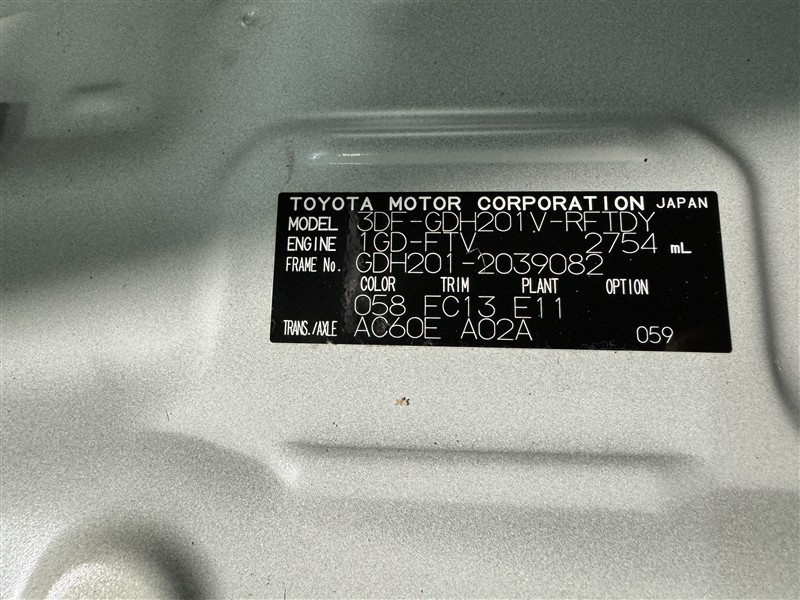 TOYOTA MOTOR CORPORATION JAPAN
MODEL 3DF-GDH201V-RFTDY
ENGINE 1GD-FTV 2754 mL
FRAME No. GDH201-2039082
COLOR TRIM PLANT OPTION
058 FC13 E11
TRANS./AXLE AC60E A02A 059